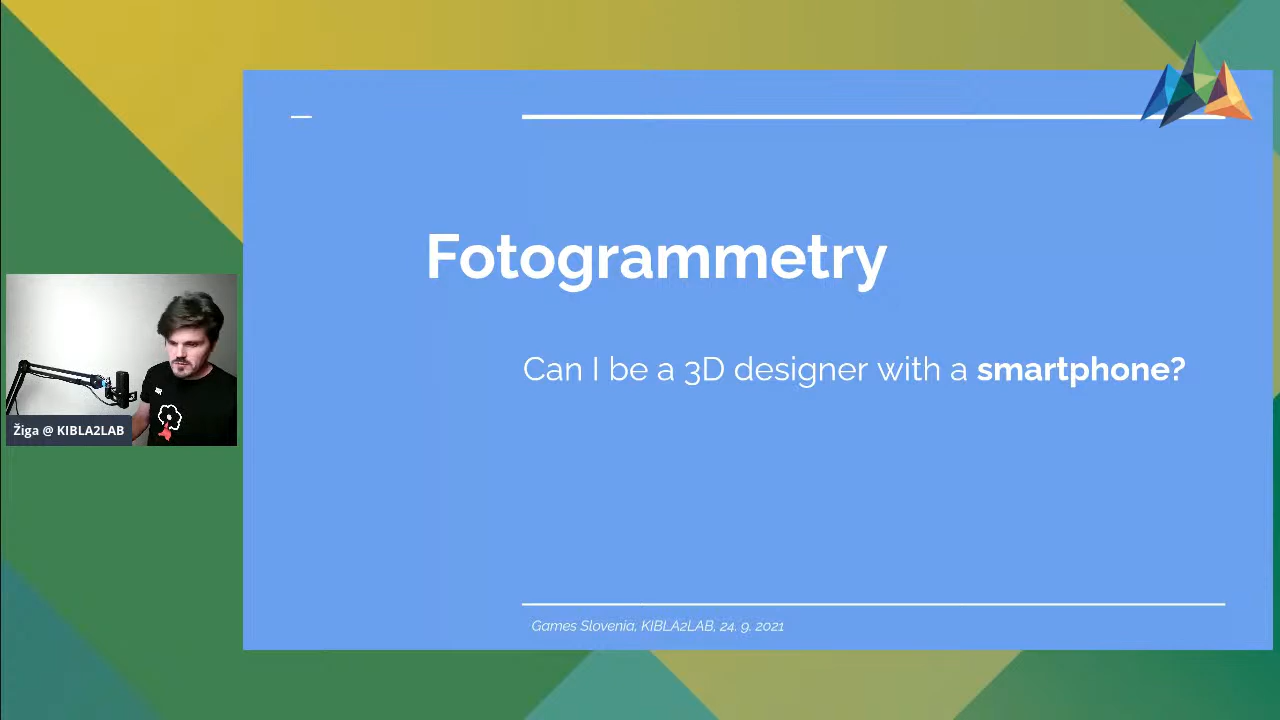 Fotogrammetry
Can I be a 3D designer with a smartphone?
Žiga @ KIBLA2LAB
Games Slovenia, KIBLA2LAB, 24. 9. 2021